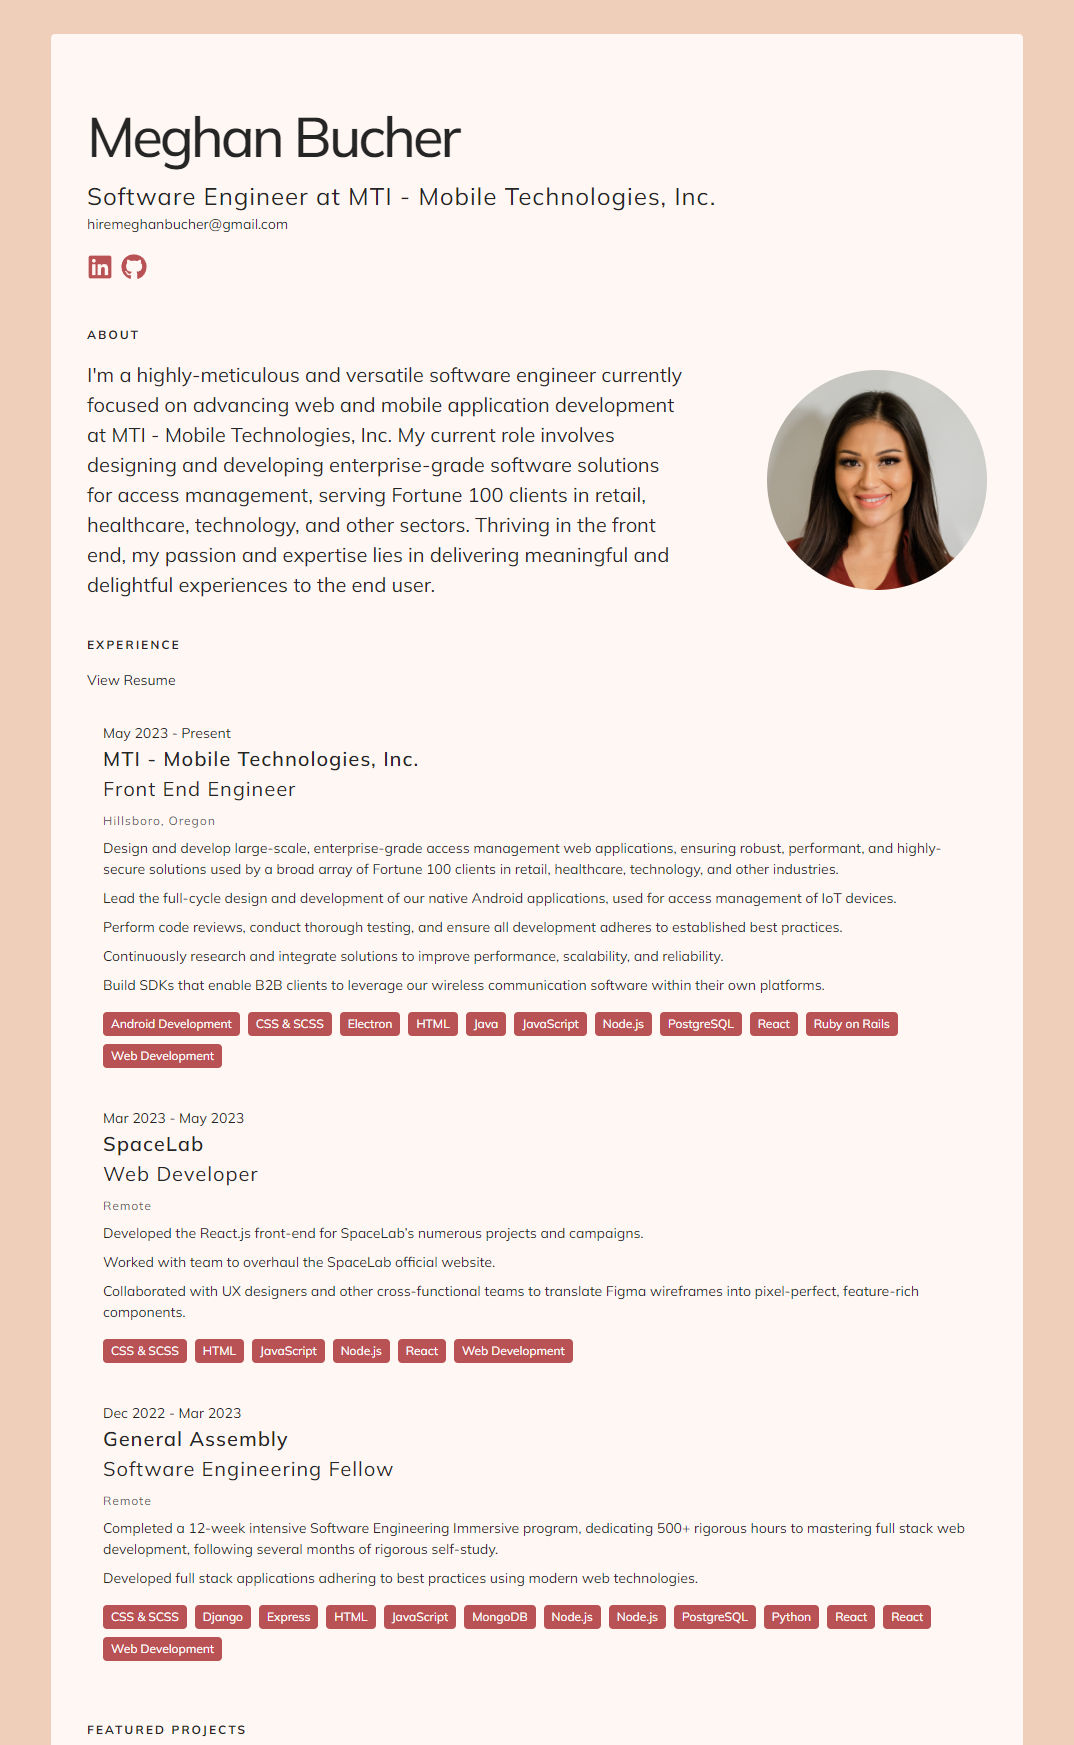 Meghan Bucher
Software Engineer at MTI - Mobile Technologies, Inc.
hiremeghanbucher@gmail.com
in
ABOUT
I'm a highly-meticulous and versatile software engineer currently
focused on advancing web and mobile application development
at MTI - Mobile Technologies, Inc. My current role involves
designing and developing enterprise-grade software solutions
for access management, serving Fortune 100 clients in retail,
healthcare, technology, and other sectors. Thriving in the front
end, my passion and expertise lies in delivering meaningful and
delightful experiences to the end user.
EXPERIENCE
View Resume
May 2023 - Present
MTI - Mobile Technologies, Inc.
Front End Engineer
Hillsboro, Oregon
Design and develop large-scale, enterprise-grade access management web applications, ensuring robust, performant, and highly-
secure solutions used by a broad array of Fortune 100 clients in retail, healthcare, technology, and other industries.
Lead the full-cycle design and development of our native Android applications, used for access management of IoT devices.
Perform code reviews, conduct thorough testing, and ensure all development adheres to established best practices.
Continuously research and integrate solutions to improve performance, scalability, and reliability.
Build SDKs that enable B2B clients to leverage our wireless communication software within their own platforms.
Android Development CSS & SCSS Electron HTML Java JavaScript Node.js PostgreSQL React Ruby on Rails
Web Development
Mar 2023 - May 2023
SpaceLab
Web Developer
Remote
Developed the React.js front-end for SpaceLab's numerous projects and campaigns.
Worked with team to overhaul the SpaceLab official website.
Collaborated with UX designers and other cross-functional teams to translate Figma wireframes into pixel-perfect, feature-rich
components.
CSS & SCSS HTML JavaScript Node.js React Web Development
Dec 2022 - Mar 2023
General Assembly
Software Engineering Fellow
Remote
Completed a 12-week intensive Software Engineering Immersive program, dedicating 500+ rigorous hours to mastering full stack web
development, following several months of rigorous self-study.
Developed full stack applications adhering to best practices using modern web technologies.
CSS & SCSS Django Express HTML JavaScript MongoDB Node.js Node.js PostgreSQL Python React React
Web Development
FEATURED PROJECTS